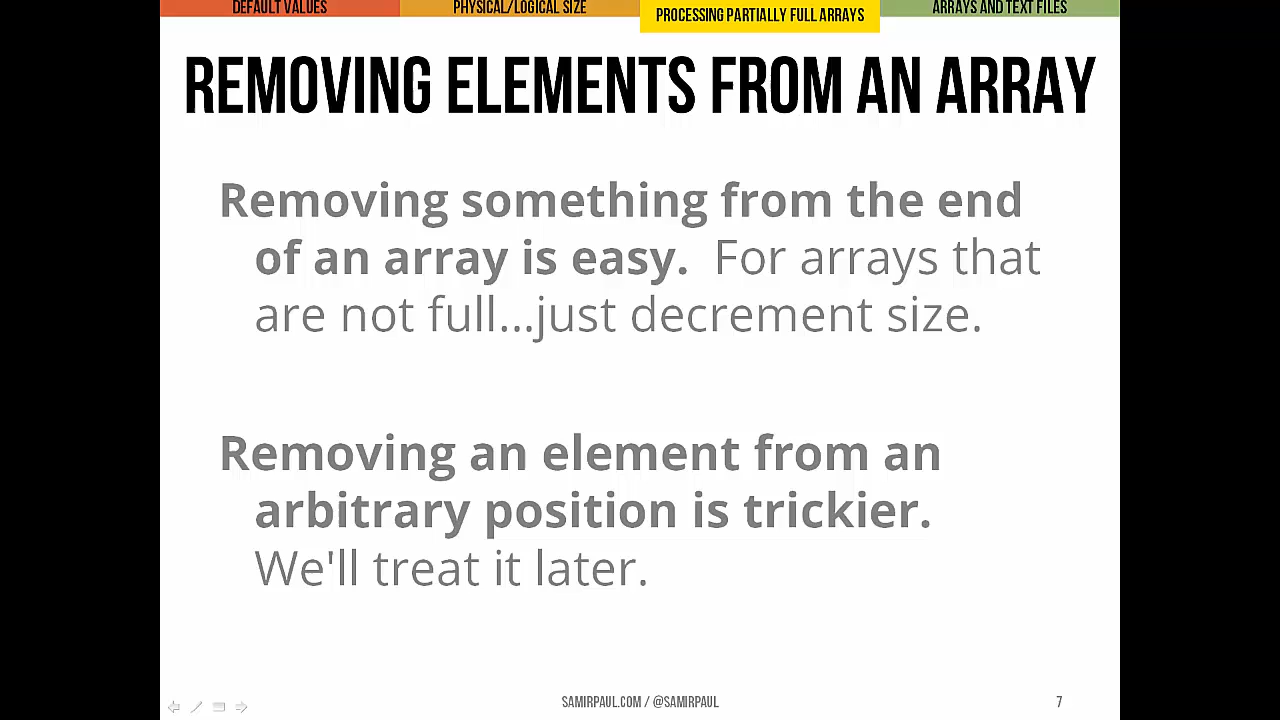 DEFAULT VALUES
PHYSICAL/LOGICAL SIZE
PROCESSING PARTIALLY FULL ARRAYS
ARRAYS AND TEXT FILES
REMOVING ELEMENTS FROM AN ARRAY
Removing something from the end
of an array is easy. For arrays that
are not full...just decrement size.
Removing an element from an
arbitrary position is trickier.
We'll treat it later.
SAMIRPAUL.COM / @SAMIRPAUL
7